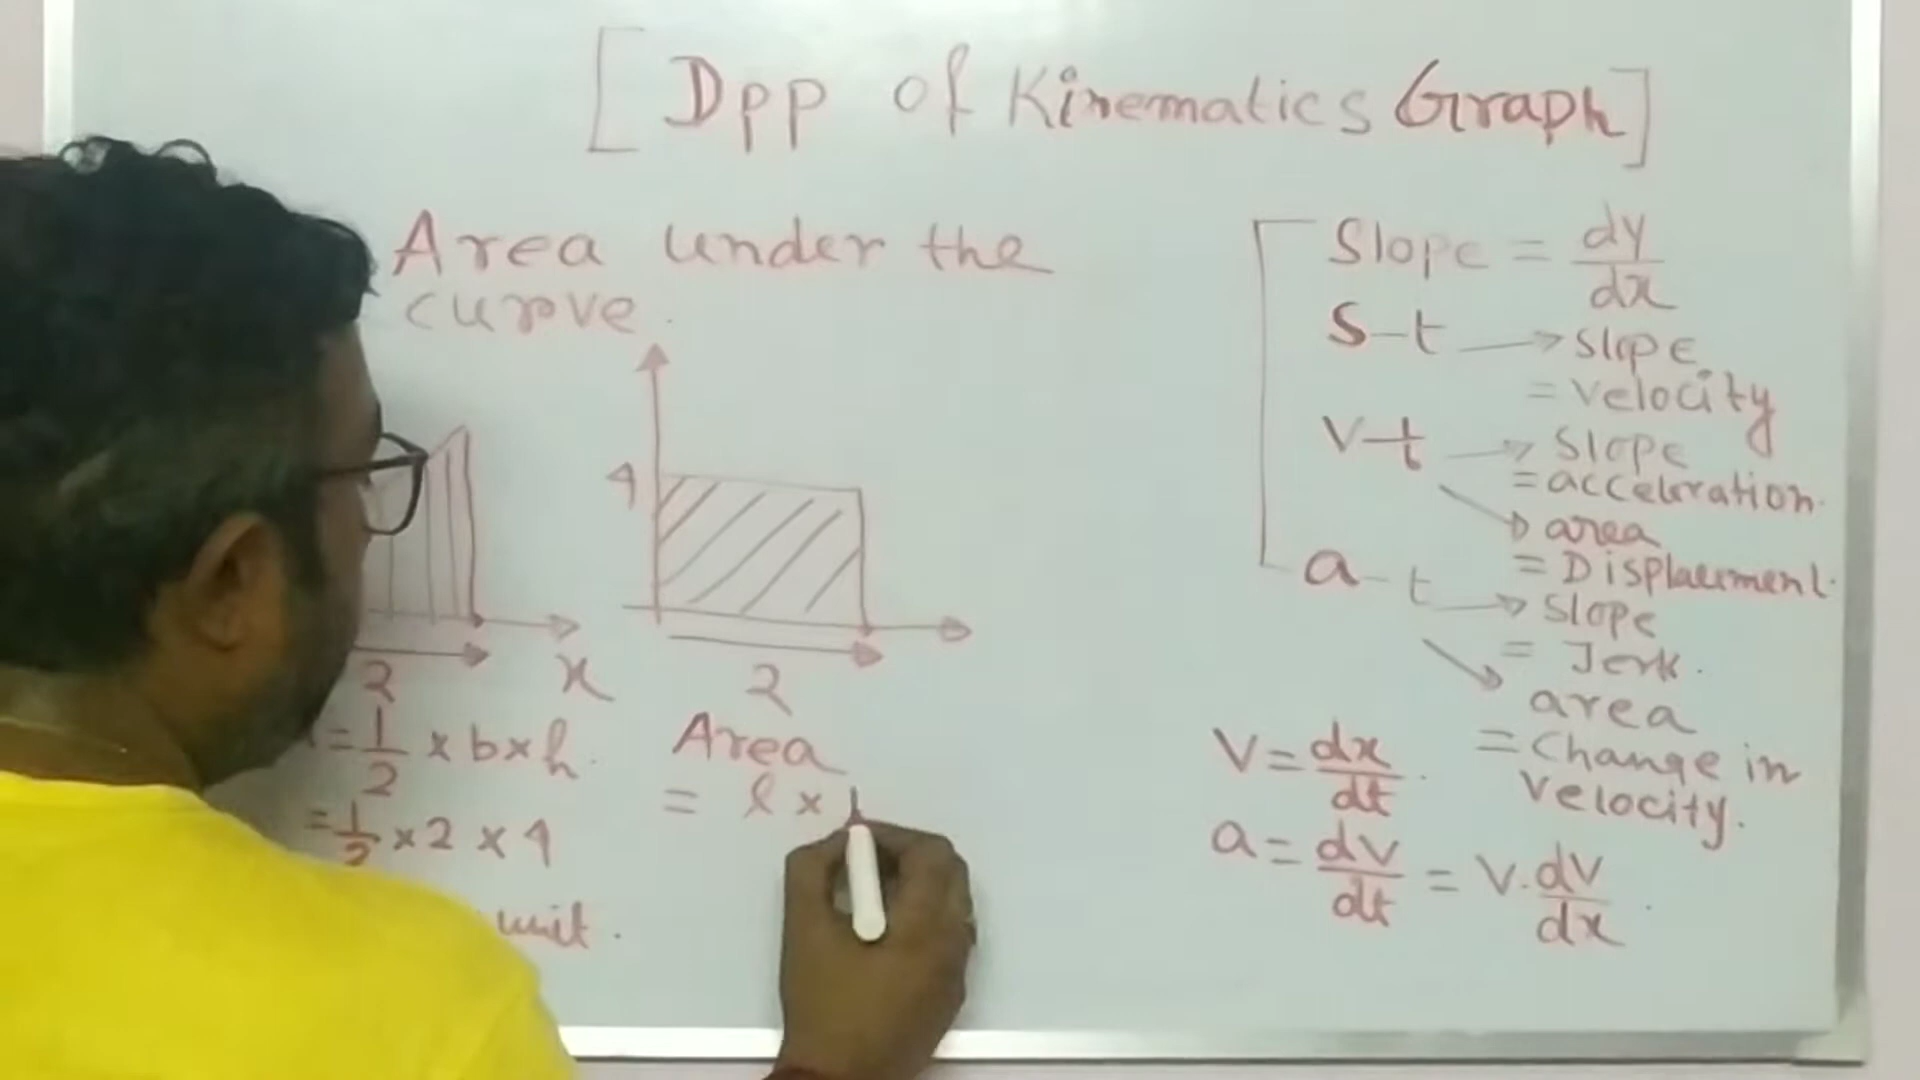 [Dpp of Kinematics Graph]
Area under the
curve.
4
2
x
2
= 1/2 × b × h.
= 1/2 × 2 × 4
unit.
Area
= l ×
Slope = dy/dx
S-t → slope
= velocity
V-t → Slope
= acceleration.
→ area
= Displacement.
a-t → Slope
= Jerk.
→ area
= Change in
velocity.
V = dx/dt.
a = dv/dt = V.dv/dx.